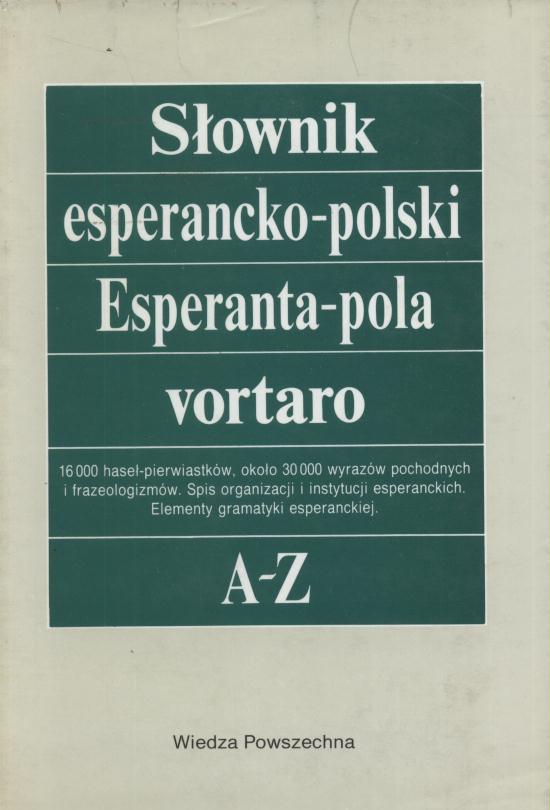 Słownik
esperancko-polski
Esperanta-pola
vortaro
16 000 haseł-pierwiastków, około 30 000 wyrazów pochodnych
i frazeologizmów. Spis organizacji i instytucji esperanckich.
Elementy gramatyki esperanckiej.
A-Z
Wiedza Powszechna